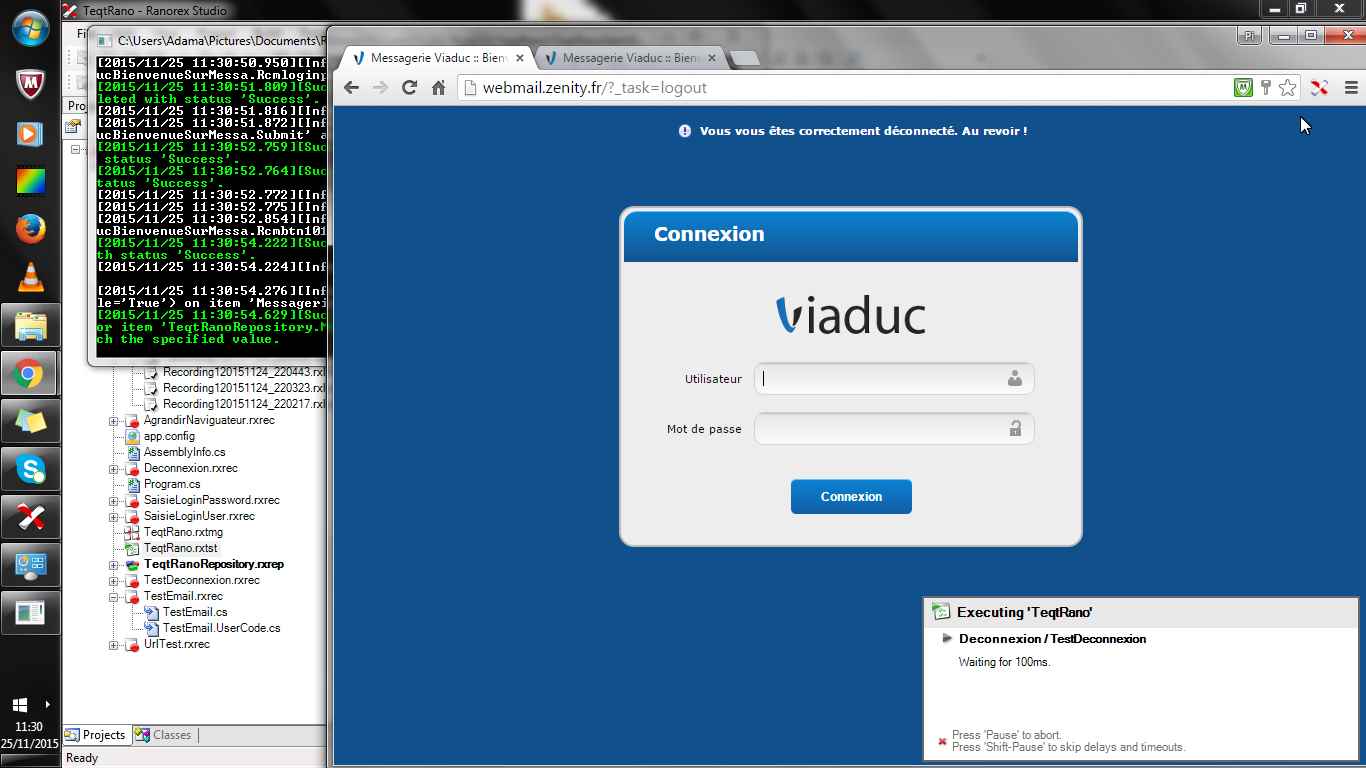 TeqtRano - Ranorex Studio
C:\Users\Adama\Pictures\Documents\R
[2015/11/25 11:30:50.950][Inf
ucBienvenueSurMessa.Rcmloginp
[2015/11/25 11:30:51.809][Suc
leted with status 'Success'.
[2015/11/25 11:30:51.816][Inf
[2015/11/25 11:30:51.872][Inf
ucBienvenueSurMessa.Submit' a
[2015/11/25 11:30:52.759][Suc
status 'Success'.
[2015/11/25 11:30:52.764][Suc
tatus 'Success'.
[2015/11/25 11:30:52.772][Inf
[2015/11/25 11:30:52.775][Inf
[2015/11/25 11:30:52.854][Inf
ucBienvenueSurMessa.Rcmbtn101
[2015/11/25 11:30:54.222][Suc
th status 'Success'.
[2015/11/25 11:30:54.224][Inf
[2015/11/25 11:30:54.276][Inf
le='True') on item 'Messageri
[2015/11/25 11:30:54.629][Suc
or item 'TeqtRanoRepository.M
ch the specified value.
Recording120151124_220443.rxl
Recording120151124_220323.rxl
Recording120151124_220217.rxl
AgrandirNaviguateur.rxrec
app.config
AssemblyInfo.cs
Deconnexion.rxrec
Program.cs
SaisieLoginPassword.rxrec
SaisieLoginUser.rxrec
TeqtRano.rxtmg
TeqtRano.rxtst
TeqtRanoRepository.rxrep
TestDeconnexion.rxrec
TestEmail.rxrec
TestEmail.cs
TestEmail.UserCode.cs
UrlTest.rxrec
Projects Classes
Ready
11:30
25/11/2015
Messagerie Viaduc :: Bien
Messagerie Viaduc :: Bien
webmail.zenity.fr/?_task=logout
Vous vous êtes correctement déconnecté. Au revoir !
Connexion
viaduc
Utilisateur
Mot de passe
Connexion
Executing 'TeqtRano'
Deconnexion / TestDeconnexion
Waiting for 100ms.
Press 'Pause' to abort.
Press 'Shift-Pause' to skip delays and timeouts.